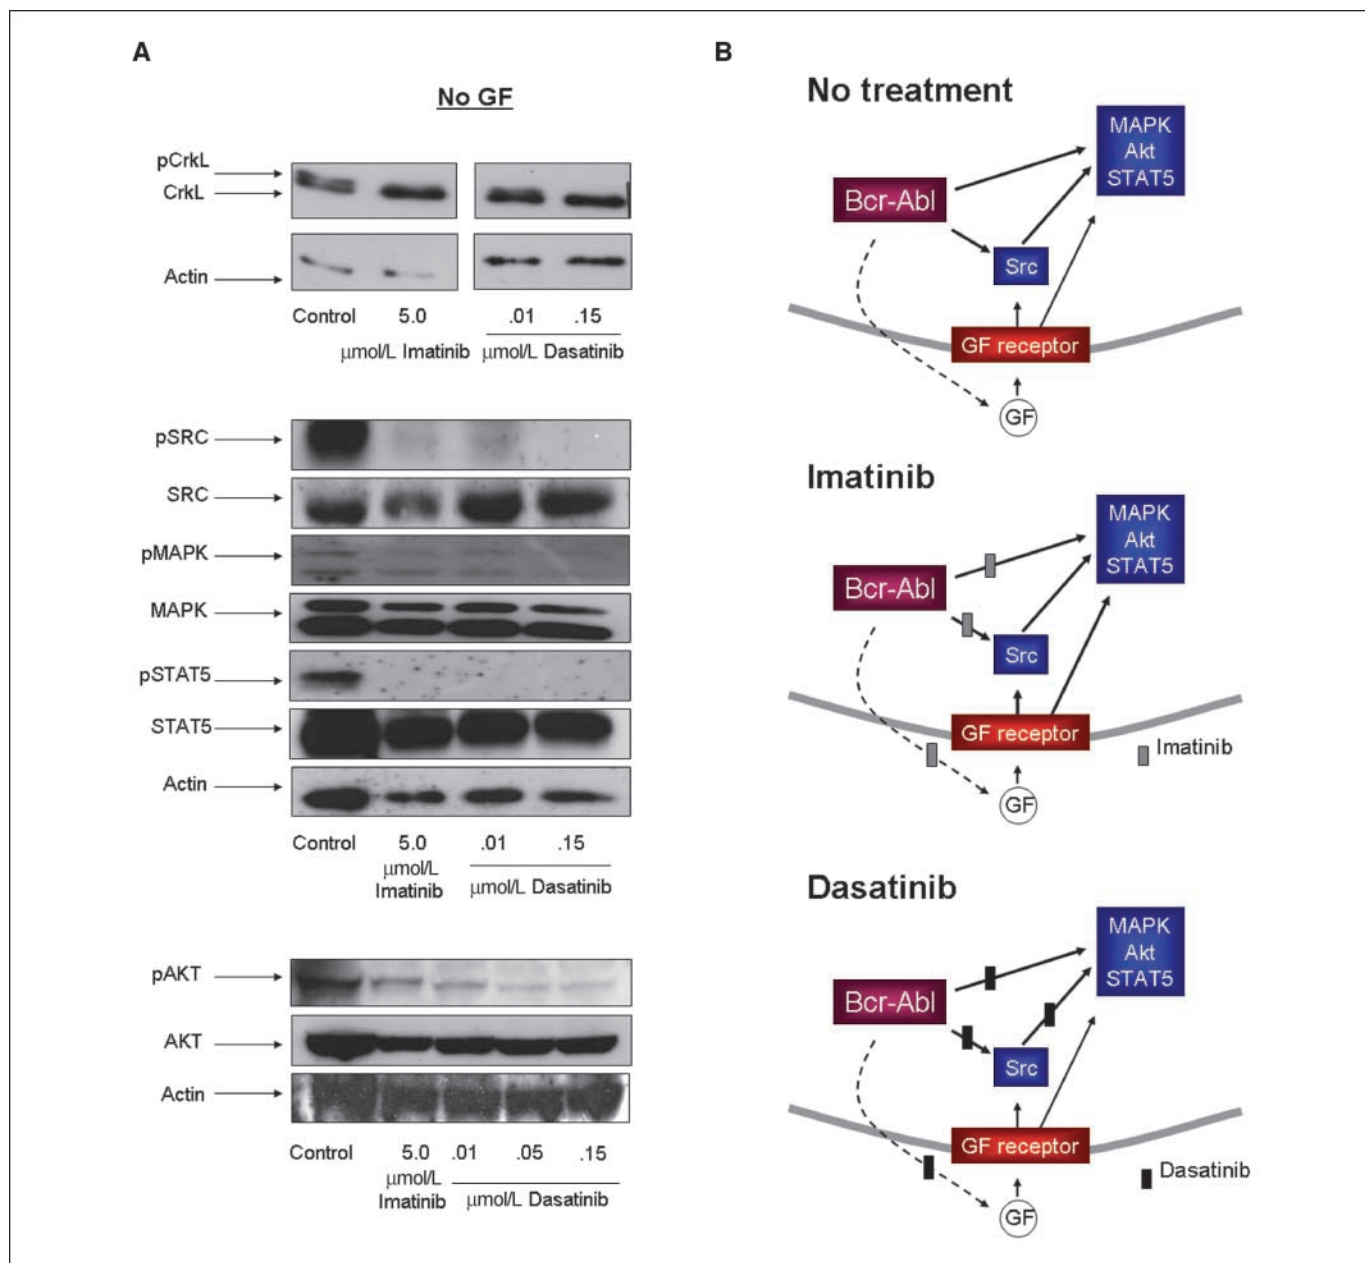 A
No GF
pCrkL
CrkL
Actin
Control 5.0 .01 .15
µmol/L Imatinib µmol/L Dasatinib
pSRC
SRC
pMAPK
MAPK
pSTAT5
STAT5
Actin
Control 5.0 .01 .15
µmol/L
Imatinib
µmol/L Dasatinib
pAKT
AKT
Actin
Control 5.0 .01 .05 .15
µmol/L
Imatinib
µmol/L Dasatinib
B
No treatment
MAPK
Akt
STAT5
Bcr-Abl
Src
GF receptor
GF
Imatinib
MAPK
Akt
STAT5
Bcr-Abl
Src
GF receptor
Imatinib
GF
Dasatinib
MAPK
Akt
STAT5
Bcr-Abl
Src
GF receptor
Dasatinib
GF